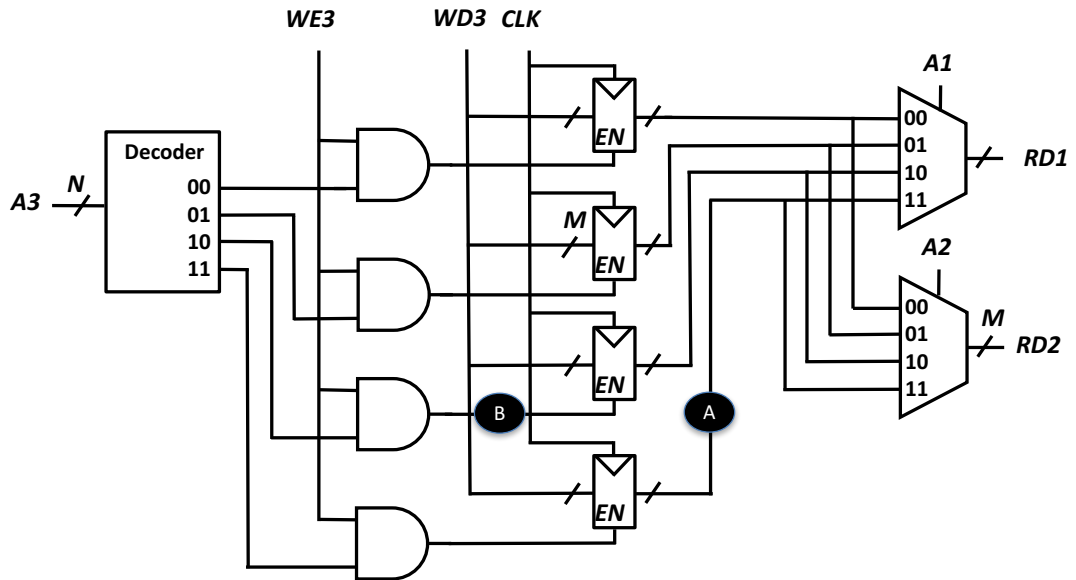 WE3
WD3
CLK
A1
EN
00
01
10
11
RD1
Decoder
00
01
10
11
N
A3
M
EN
A2
00
01
10
11
M
RD2
EN
B
A
EN